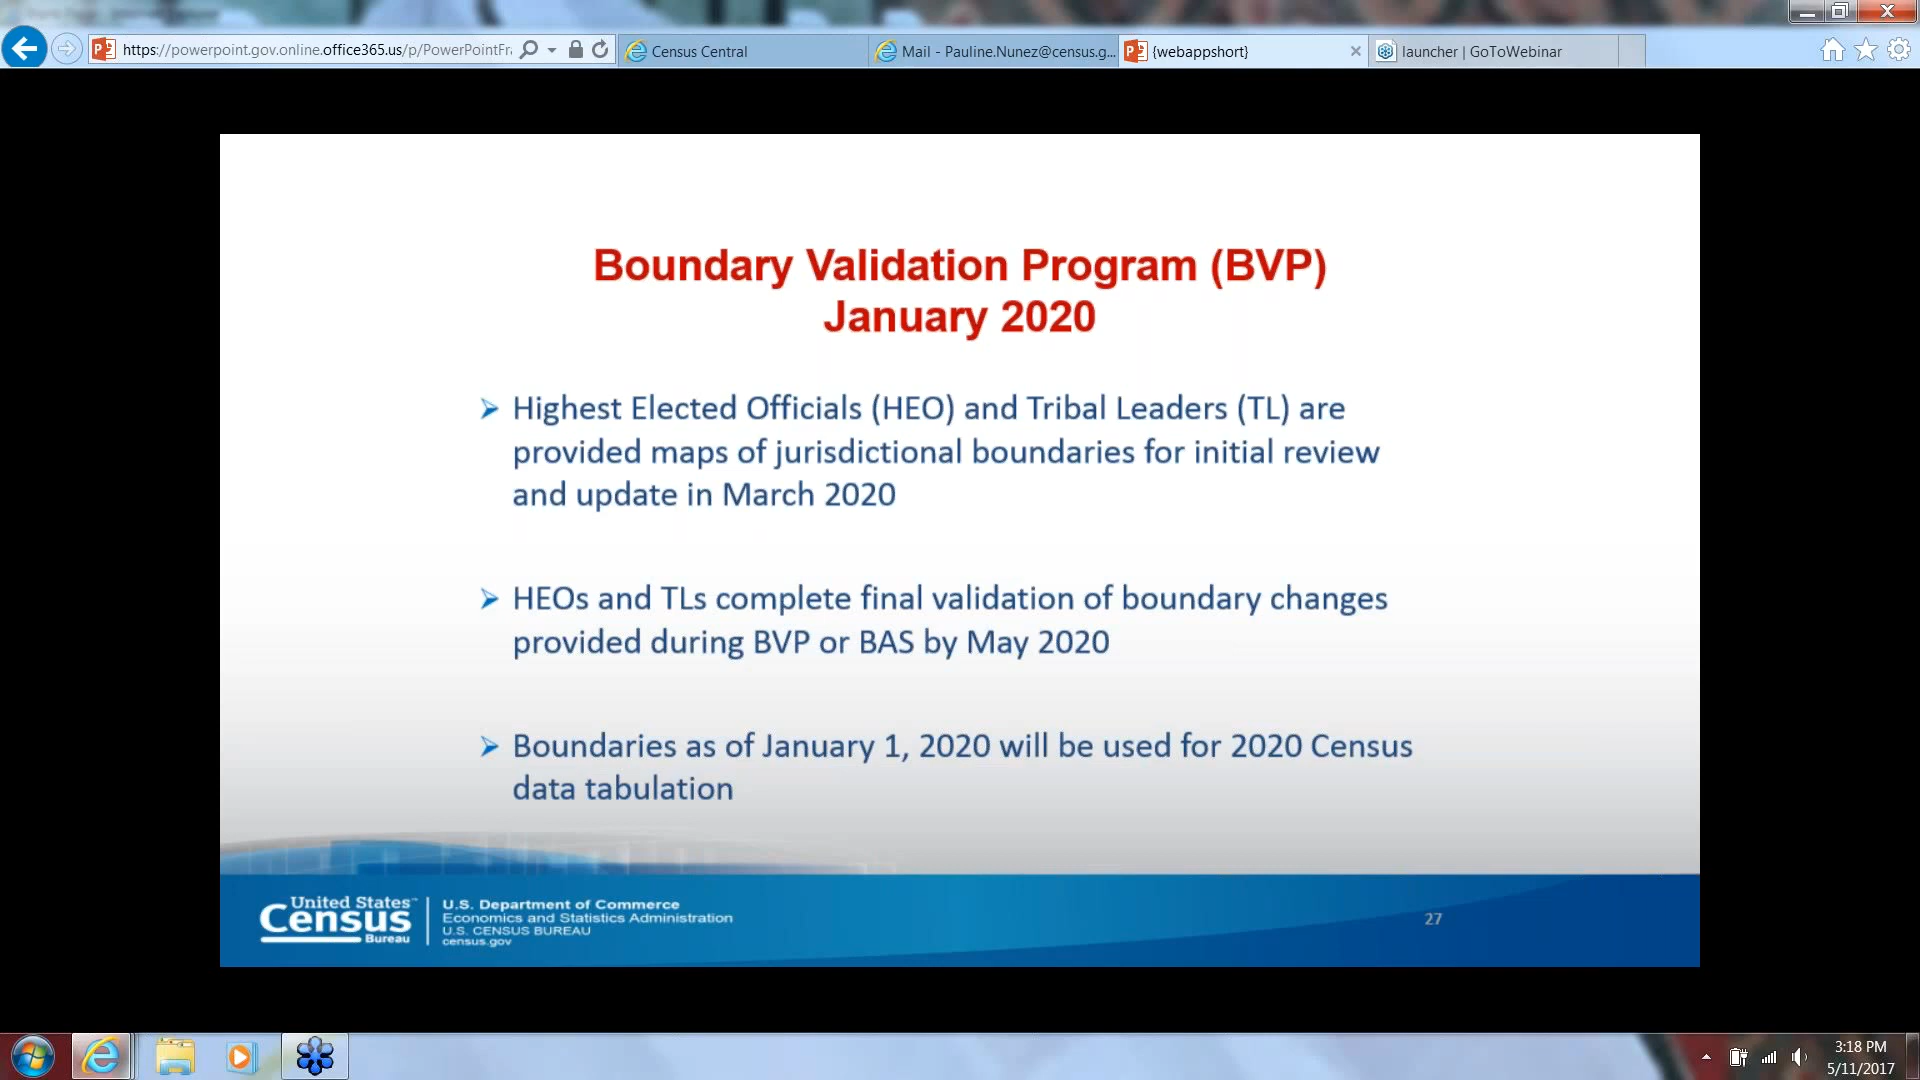 https://powerpoint.gov.online.office365.us/p/PowerPointFr
Census Central
Mail - Pauline.Nunez@census.g...
{webappshort}
launcher | GoToWebinar
Boundary Validation Program (BVP)
January 2020
Highest Elected Officials (HEO) and Tribal Leaders (TL) are
provided maps of jurisdictional boundaries for initial review
and update in March 2020
HEOs and TLs complete final validation of boundary changes
provided during BVP or BAS by May 2020
Boundaries as of January 1, 2020 will be used for 2020 Census
data tabulation
United States™
Census
Bureau
U.S. Department of Commerce
Economics and Statistics Administration
U.S. CENSUS BUREAU
census.gov
27
3:18 PM
5/11/2017